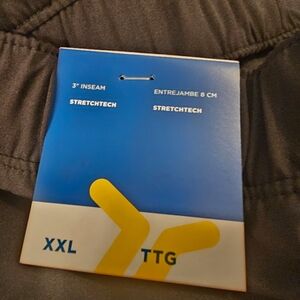 3" INSEAM
STRETCHTECH
ENTREJAMBE 8 CM
STRETCHTECH
XXL
TTG